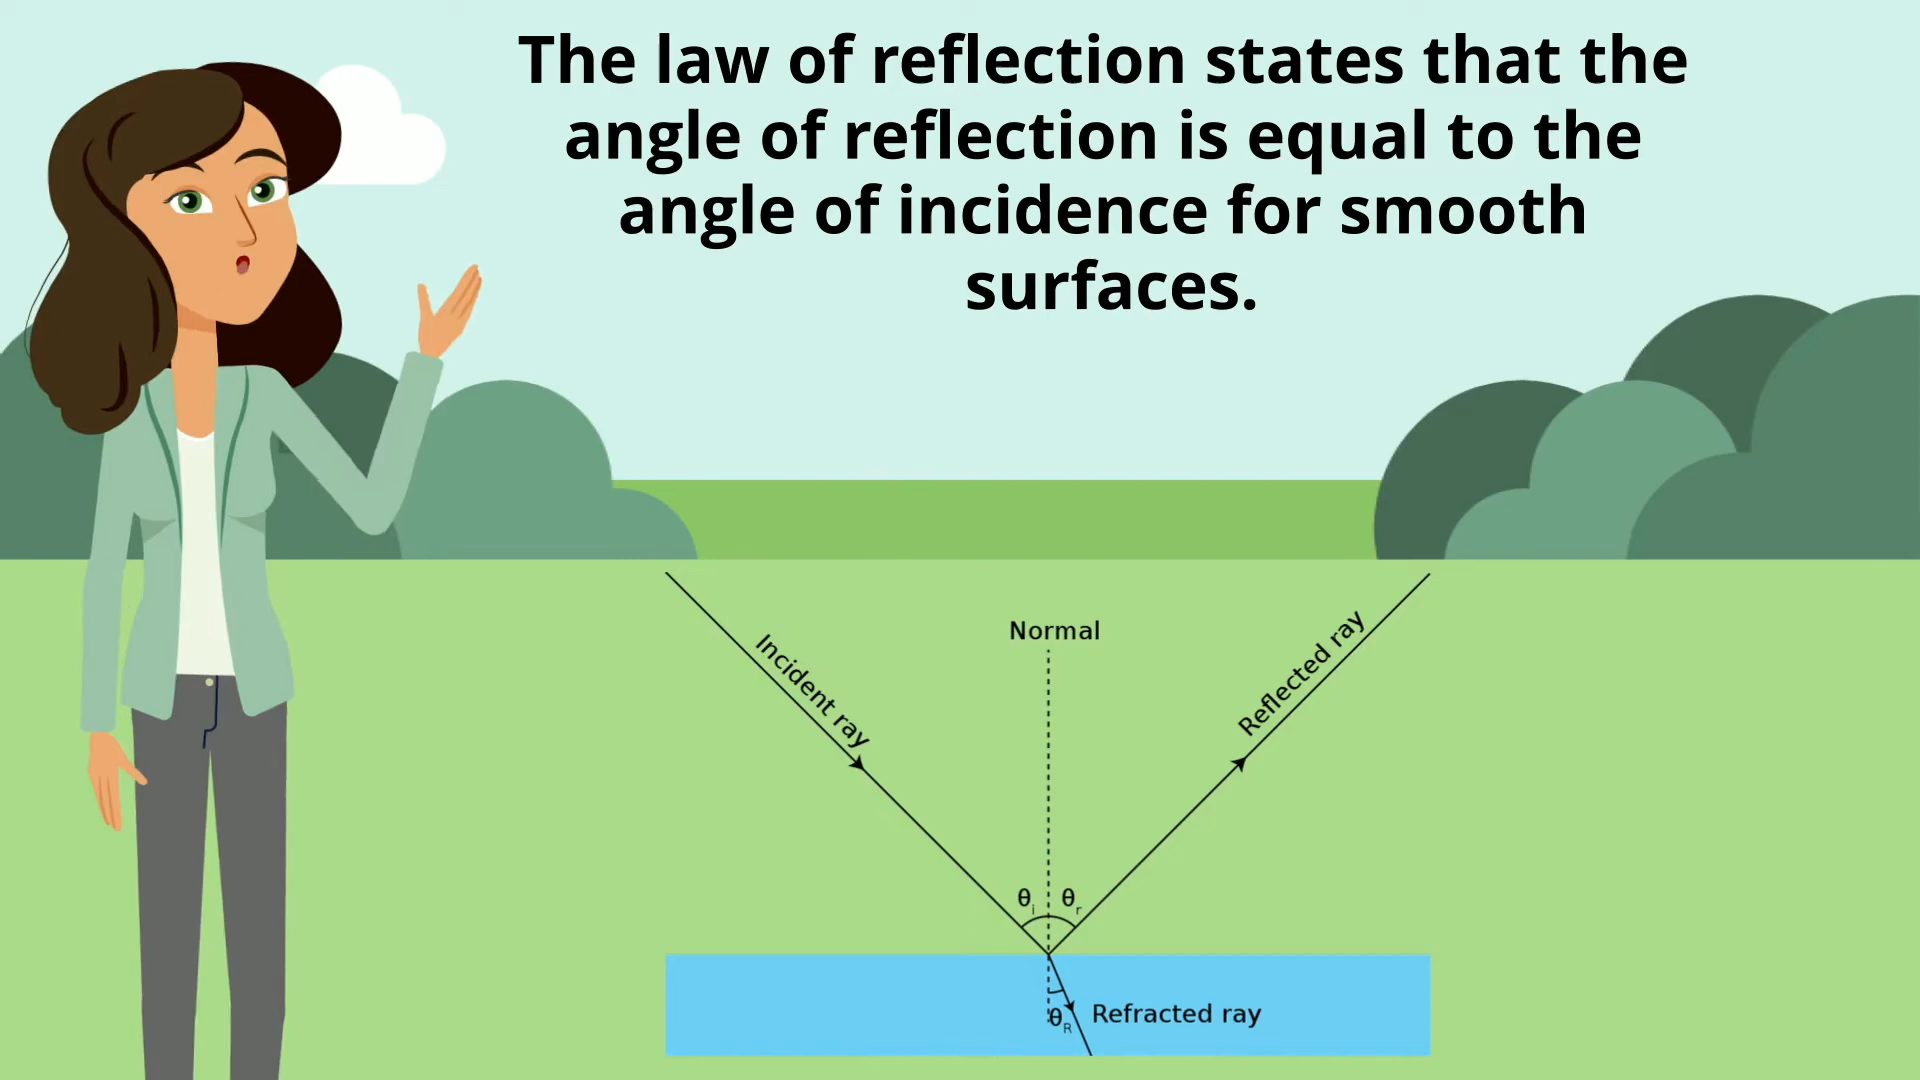 The law of reflection states that the
angle of reflection is equal to the
angle of incidence for smooth
surfaces.
Normal
Incident ray
Reflected ray
θi
θr
θR
Refracted ray